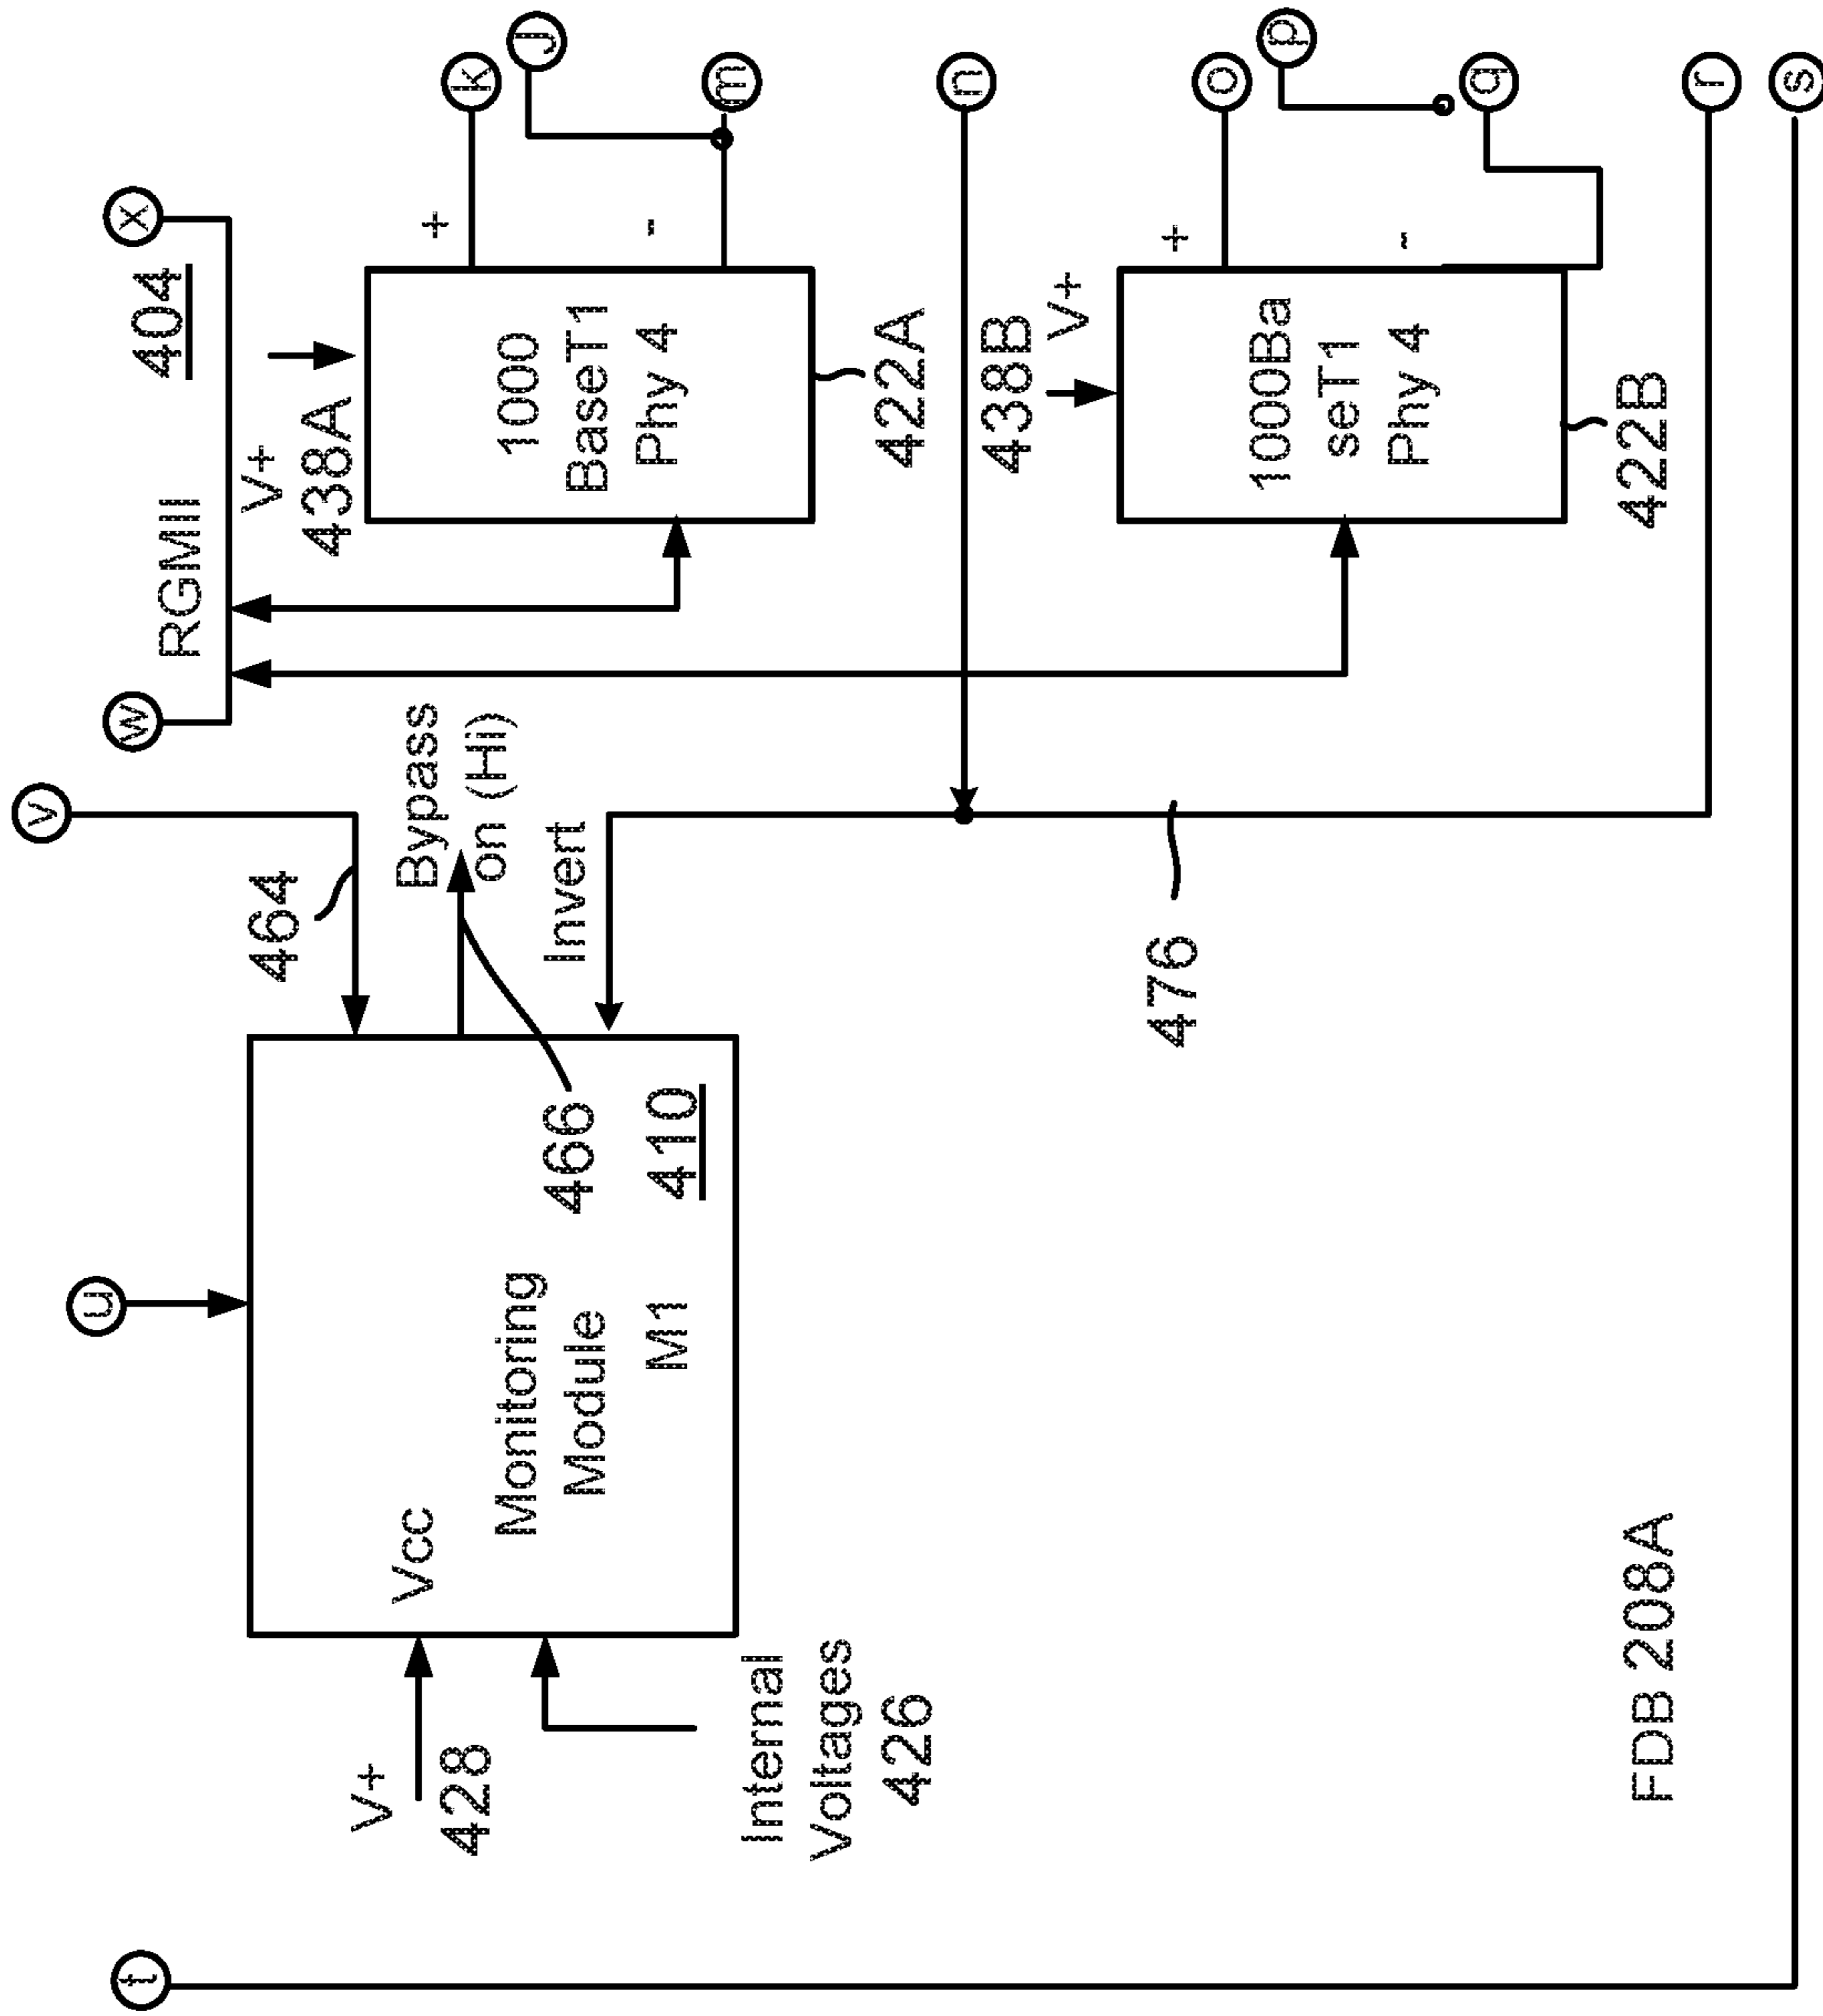 v
u
t
w
x
404
RGMIII
V+
438A
464
V+
428
Vcc
Bypass
on (Hi)
k
J
+
1000
BaseT1
Phy 4
-
m
Monitoring
Module
M1
466
410
Invert
Internal
Voltages
426
422A
n
438B
V+
476
+
o
p
1000Ba
seT1
Phy 4
-
q
422B
FDB 208A
r
s